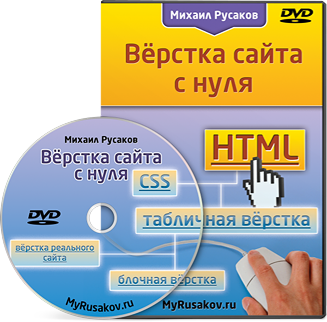 Михаил Русаков
DVD
Вёрстка сайта
с нуля
HTML
табличная вёрстка
MyRusakov.ru
Михаил Русаков
Вёрстка сайта
с нуля
CSS
DVD
вёрстка реального
сайта
блочная вёрстка
MyRusakov.ru